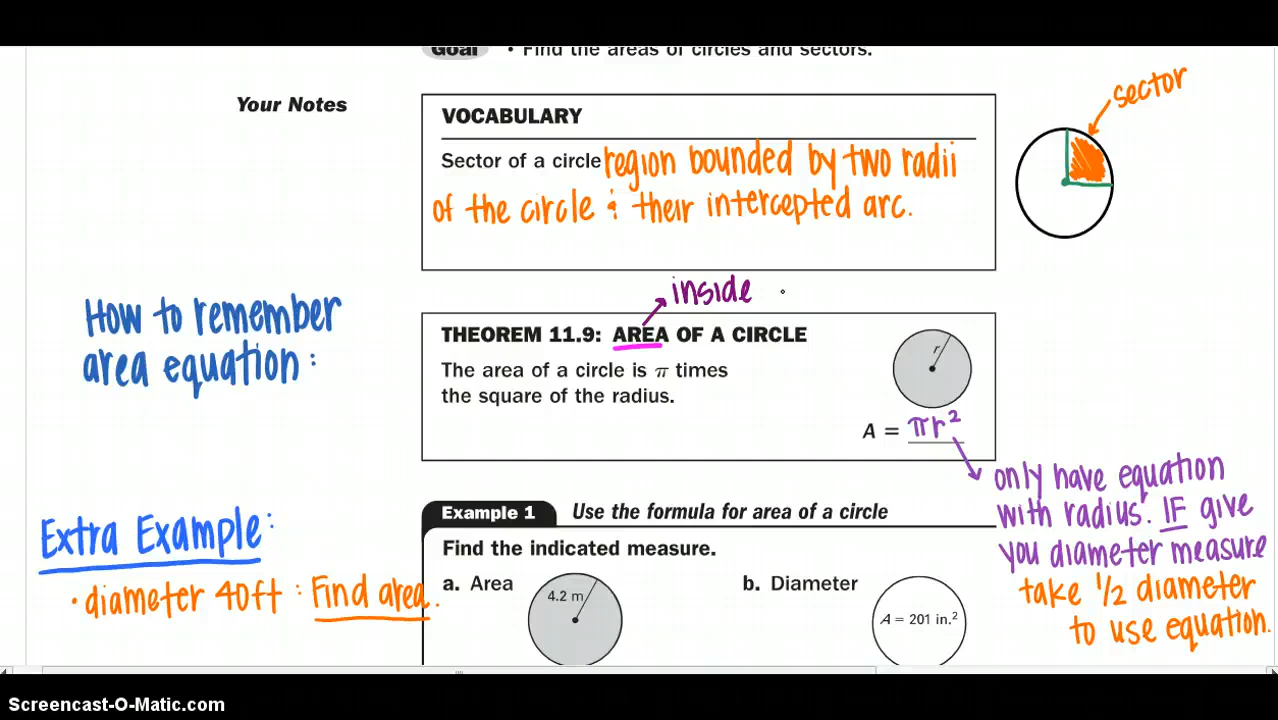 Goal • Find the areas of circles and sectors.
Your Notes
VOCABULARY
Sector of a circle region bounded by two radii
of the circle & their intercepted arc.
sector
inside
How to remember
area equation:
THEOREM 11.9: AREA OF A CIRCLE
The area of a circle is π times
the square of the radius.
r
A = πr²
only have equation
with radius. IF give
you diameter measure
take 1/2 diameter
to use equation.
Extra Example:
• diameter 40ft : Find area.
Example 1 Use the formula for area of a circle
Find the indicated measure.
a. Area
4.2 m
b. Diameter
A = 201 in.²
Screencast-O-Matic.com